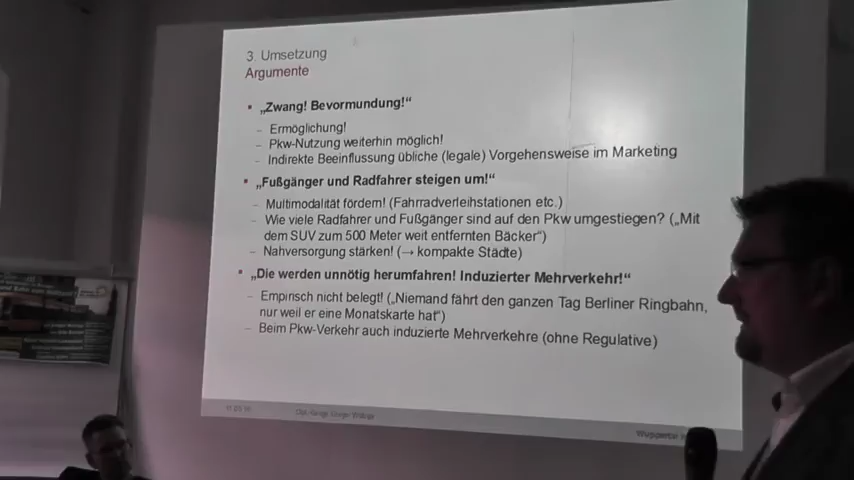 3. Umsetzung
Argumente
▪ „Zwang! Bevormundung!“
– Ermöglichung!
– Pkw-Nutzung weiterhin möglich!
– Indirekte Beeinflussung übliche (legale) Vorgehensweise im Marketing
▪ „Fußgänger und Radfahrer steigen um!“
– Multimodalität fördern! (Fahrradverleihstationen etc.)
– Wie viele Radfahrer und Fußgänger sind auf den Pkw umgestiegen? („Mit
dem SUV zum 500 Meter weit entfernten Bäcker“)
– Nahversorgung stärken! (→ kompakte Städte)
▪ „Die werden unnötig herumfahren! Induzierter Mehrverkehr!“
– Empirisch nicht belegt! („Niemand fährt den ganzen Tag Berliner Ringbahn,
nur weil er eine Monatskarte hat“)
– Beim Pkw-Verkehr auch induzierte Mehrverkehre (ohne Regulative)
Wuppertal